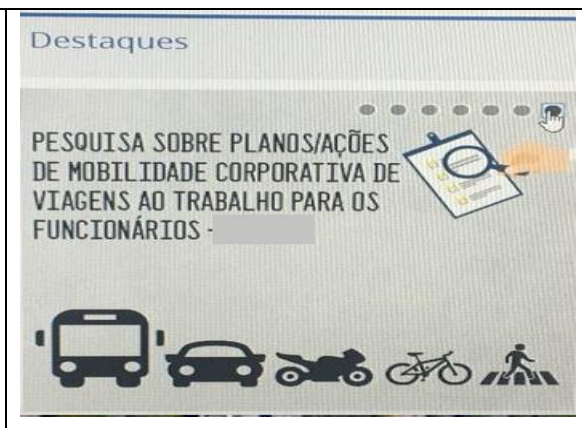 Destaques
PESQUISA SOBRE PLANOS/AÇÕES
DE MOBILIDADE CORPORATIVA DE
VIAGENS AO TRABALHO PARA OS
FUNCIONÁRIOS -